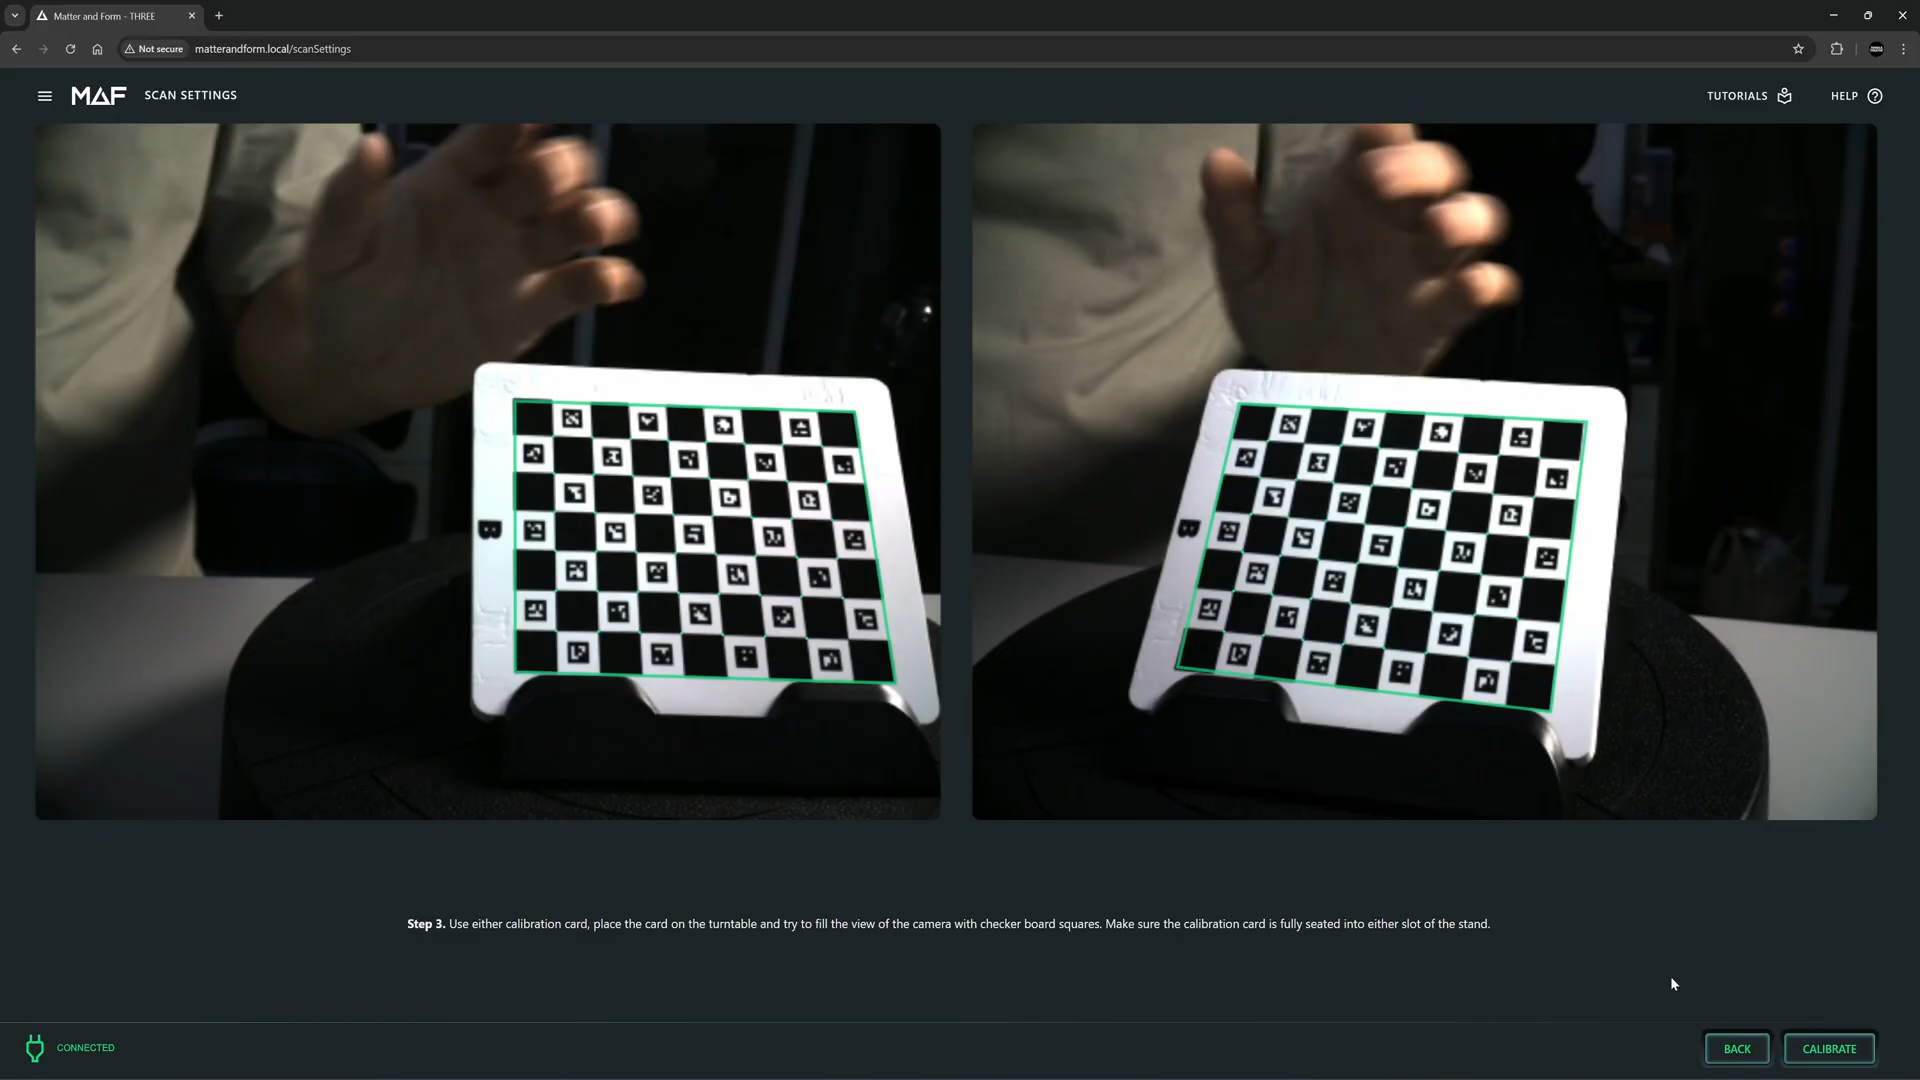 Matter and Form - THREE
Not secure
matterandform.local/scanSettings
MAF
SCAN SETTINGS
TUTORIALS
HELP
B
B
Step 3. Use either calibration card, place the card on the turntable and try to fill the view of the camera with checker board squares. Make sure the calibration card is fully seated into either slot of the stand.
CONNECTED
BACK
CALIBRATE